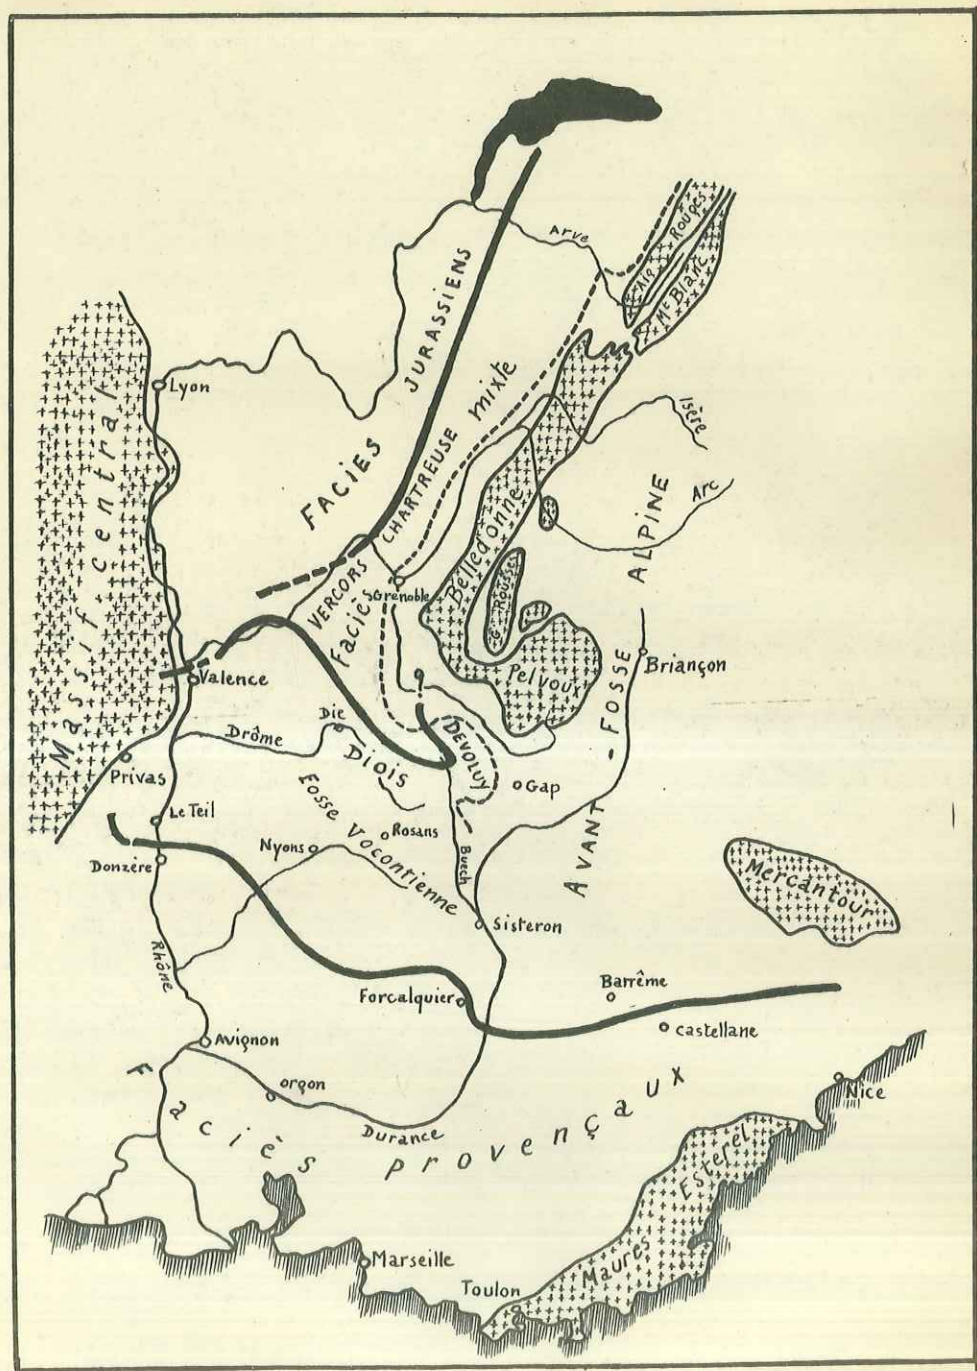 Arve
Aig Rouges
Mt Blanc
FACIES JURASSIENS
Lyon
CHARTREUSE mixte
Isère
Arc
Massif central
Belledonne
ALPINE
VERCORS
Faciès
Grenoble
Gdes Rousses
Pelvoux
Briançon
Valence
FOSSE
Die
Drôme
Diois
DEVOLUY
Privas
Gap
Fosse Vocontienne
Le Teil
Rosans
AVANT -
Nyons
Buech
Donzère
Mercantour
Sisteron
Rhône
Barrême
Forcalquier
Castellane
Avignon
Orgon
Nice
Durance
Faciès provençaux
Esterel
Maures
Marseille
Toulon